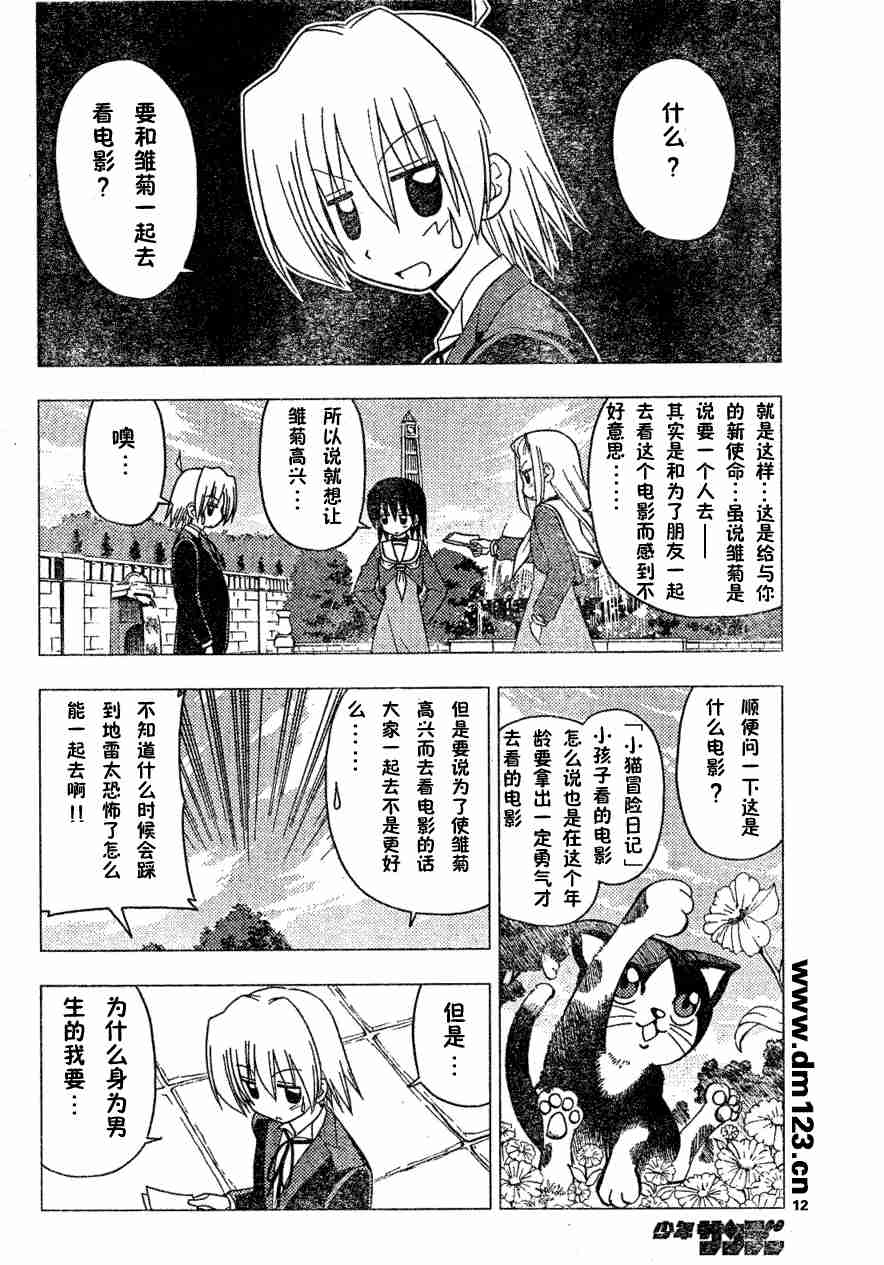 什么？
要和雏菊一起去
看电影？
就是这样…这是给与你
的新使命…虽说雏菊是
说要一个人去——
其实是和为了朋友一起
去看这个电影而感到不
好意思……
所以说就想让
雏菊高兴…
噢…
顺便问一下这是
什么电影？
「小猫冒险日记」
小孩子看的电影
怎么说也是在这个年
龄要拿出一定勇气才
去看的电影
但是要说为了使雏菊
高兴而去看电影的话
大家一起去不是更好
么……
不知道什么时候会踩
到地雷太恐怖了怎么
能一起去啊!!
但是…
为什么身为男
生的我要…
www.dm123.cn
12
少年サンデー